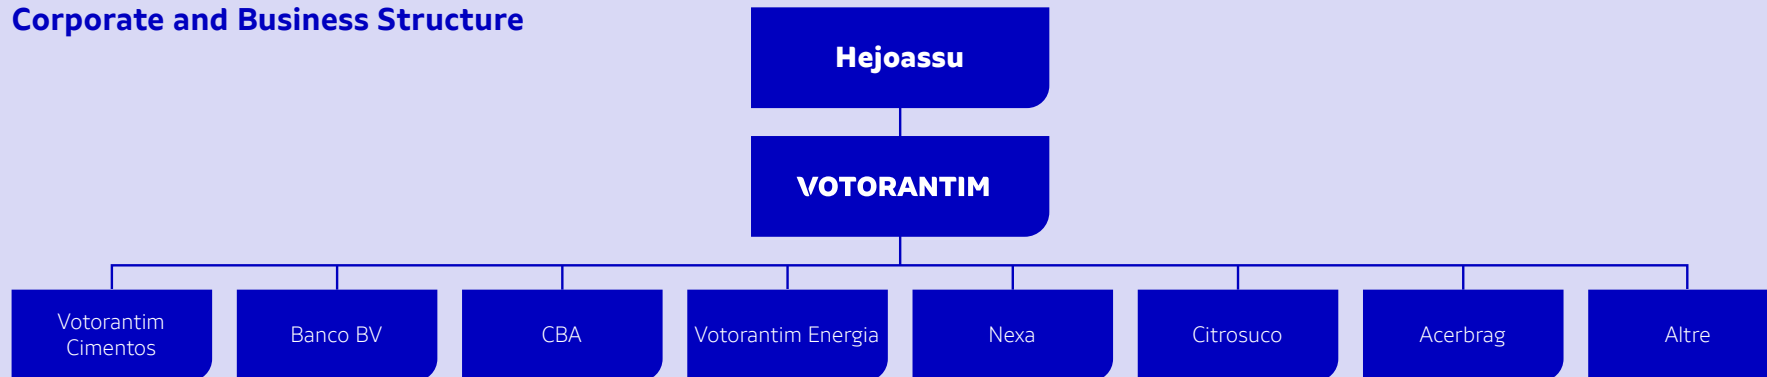 Corporate and Business Structure
Hejoassu
VOTORANTIM
Votorantim
Cimentos
Banco BV
CBA
Votorantim Energia
Nexa
Citrosuco
Acerbrag
Altre